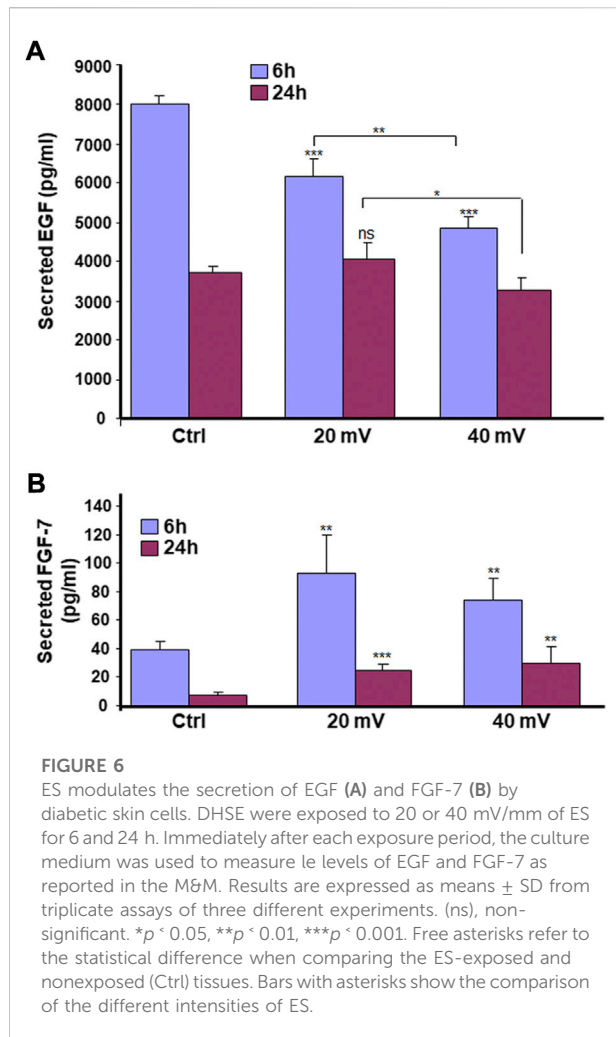 A
9000
8000
7000
6000
5000
4000
3000
2000
1000
0
Secreted EGF (pg/ml)
6h
24h
***
**
ns
*
***
Ctrl
20 mV
40 mV
B
140
120
100
80
60
40
20
0
Secreted FGF-7
(pg/ml)
6h
24h
**
***
**
**
Ctrl
20 mV
40 mV
FIGURE 6
ES modulates the secretion of EGF (A) and FGF-7 (B) by
diabetic skin cells. DHSE were exposed to 20 or 40 mV/mm of ES
for 6 and 24 h. Immediately after each exposure period, the culture
medium was used to measure le levels of EGF and FGF-7 as
reported in the M&M. Results are expressed as means ± SD from
triplicate assays of three different experiments. (ns), non-
significant. *p < 0.05, **p < 0.01, ***p < 0.001. Free asterisks refer to
the statistical difference when comparing the ES-exposed and
nonexposed (Ctrl) tissues. Bars with asterisks show the comparison
of the different intensities of ES.